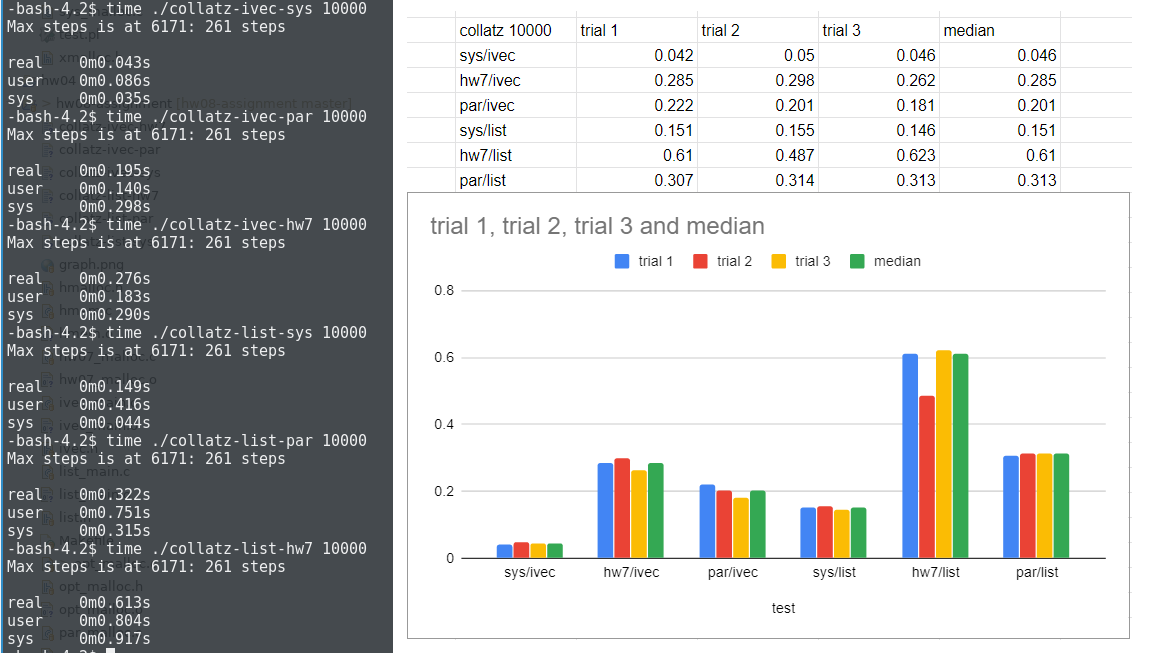 -bash-4.2$ time ./collatz-ivec-sys 10000
Max steps is at 6171: 261 steps
real 0m0.043s
user 0m0.086s
sys 0m0.035s
-bash-4.2$ time ./collatz-ivec-par 10000
Max steps is at 6171: 261 steps
real 0m0.195s
user 0m0.140s
sys 0m0.298s
-bash-4.2$ time ./collatz-ivec-hw7 10000
Max steps is at 6171: 261 steps
real 0m0.276s
user 0m0.183s
sys 0m0.290s
-bash-4.2$ time ./collatz-list-sys 10000
Max steps is at 6171: 261 steps
real 0m0.149s
user 0m0.416s
sys 0m0.044s
-bash-4.2$ time ./collatz-list-par 10000
Max steps is at 6171: 261 steps
real 0m0.322s
user 0m0.751s
sys 0m0.315s
-bash-4.2$ time ./collatz-list-hw7 10000
Max steps is at 6171: 261 steps
real 0m0.613s
user 0m0.804s
sys 0m0.917s
collatz-ivec-par
graph.png
list_main.c
opt_malloc.h
collatz 10000 trial 1 trial 2 trial 3 median
sys/ivec 0.042 0.05 0.046 0.046
hw7/ivec 0.285 0.298 0.262 0.285
par/ivec 0.222 0.201 0.181 0.201
sys/list 0.151 0.155 0.146 0.151
hw7/list 0.61 0.487 0.623 0.61
par/list 0.307 0.314 0.313 0.313
trial 1, trial 2, trial 3 and median
trial 1 trial 2 trial 3 median
0.8
0.6
0.4
0.2
0
sys/ivec hw7/ivec par/ivec sys/list hw7/list par/list
test